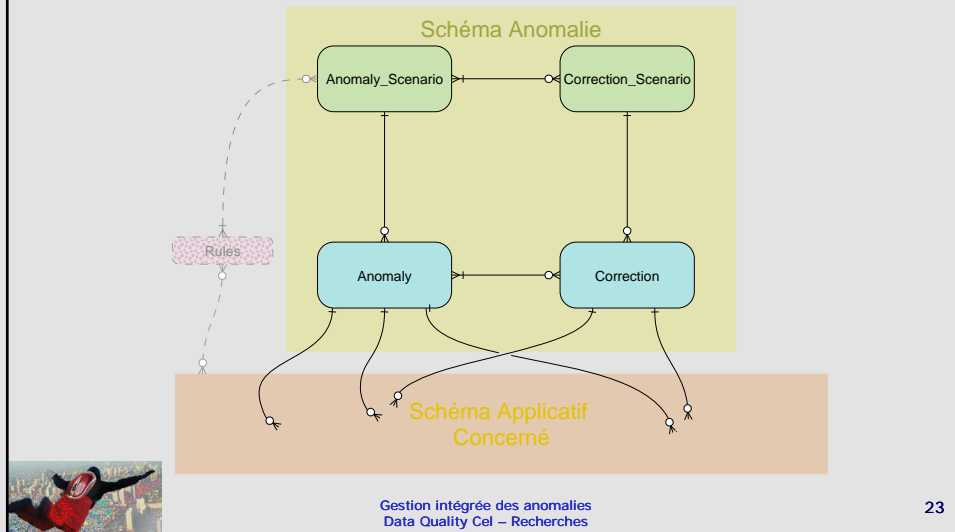 Schéma Anomalie
Anomaly_Scenario
Correction_Scenario
Rules
Anomaly
Correction
Schéma Applicatif
Concerné
Gestion intégrée des anomalies
Data Quality Cel – Recherches
23